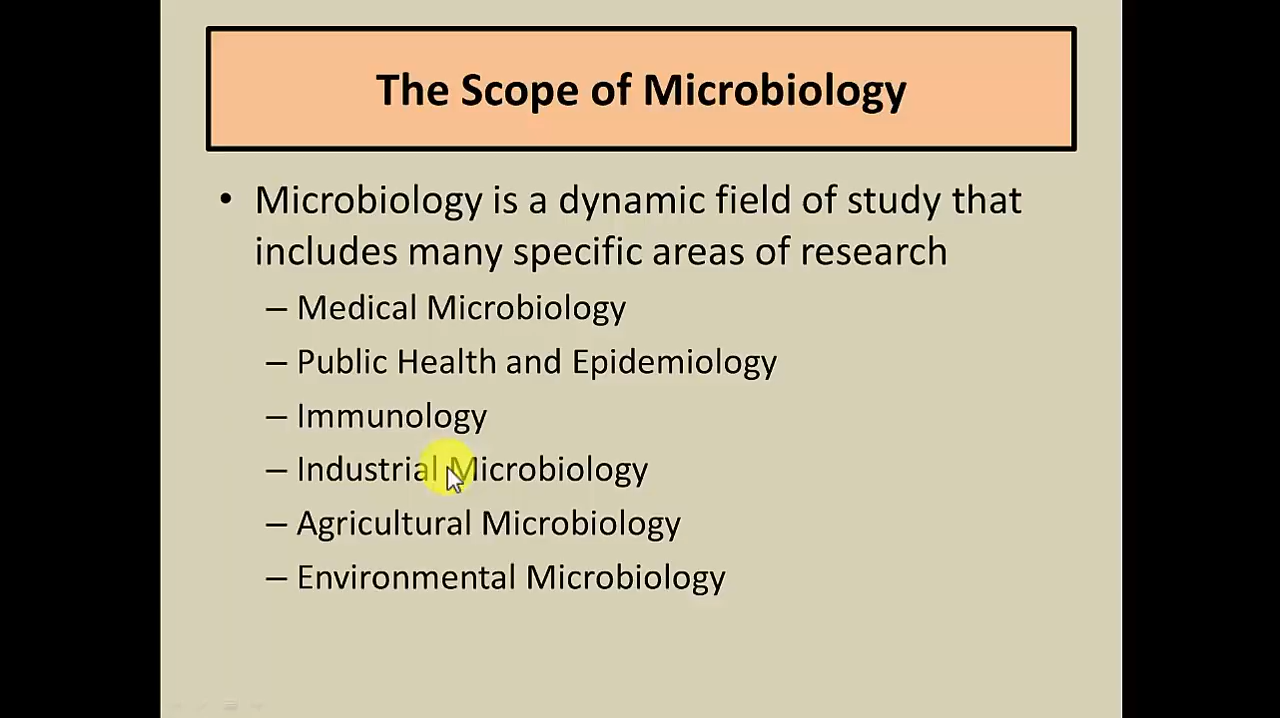 The Scope of Microbiology
• Microbiology is a dynamic field of study that
includes many specific areas of research
– Medical Microbiology
– Public Health and Epidemiology
– Immunology
– Industrial Microbiology
– Agricultural Microbiology
– Environmental Microbiology